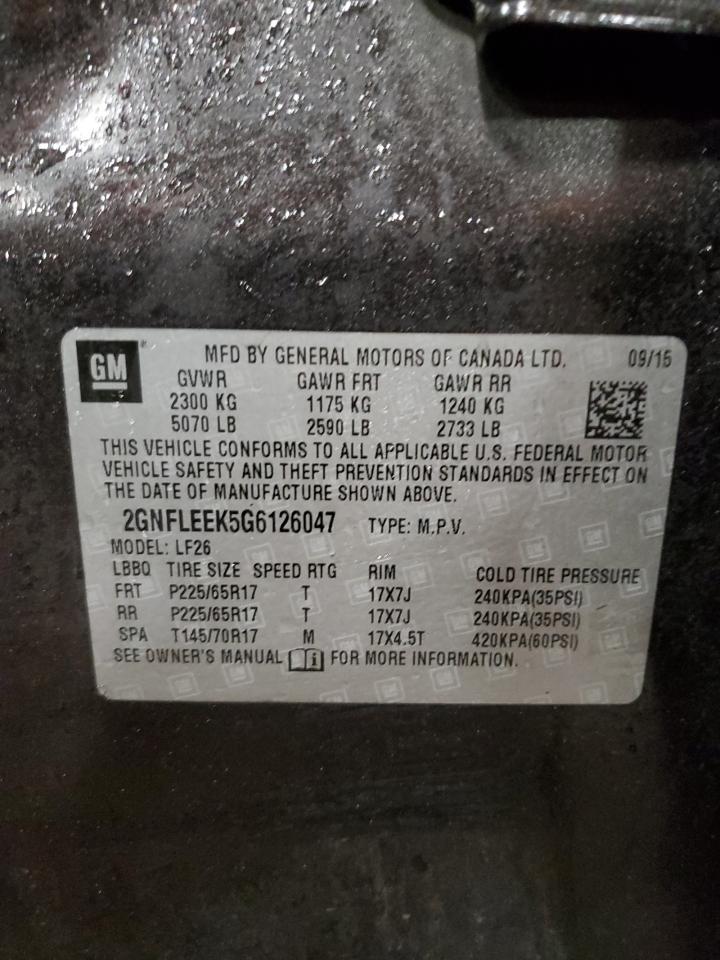 GM MFD BY GENERAL MOTORS OF CANADA LTD. 09/15
GVWR GAWR FRT GAWR RR
2300 KG 1175 KG 1240 KG
5070 LB 2590 LB 2733 LB
THIS VEHICLE CONFORMS TO ALL APPLICABLE U.S. FEDERAL MOTOR
VEHICLE SAFETY AND THEFT PREVENTION STANDARDS IN EFFECT ON
THE DATE OF MANUFACTURE SHOWN ABOVE.
2GNFLEEK5G6126047 TYPE: M.P.V.
MODEL: LF26
LBBQ TIRE SIZE SPEED RTG RIM COLD TIRE PRESSURE
FRT P225/65R17 T 17X7J 240KPA(35PSI)
RR P225/65R17 T 17X7J 240KPA(35PSI)
SPA T145/70R17 M 17X4.5T 420KPA(60PSI)
SEE OWNER'S MANUAL FOR MORE INFORMATION.